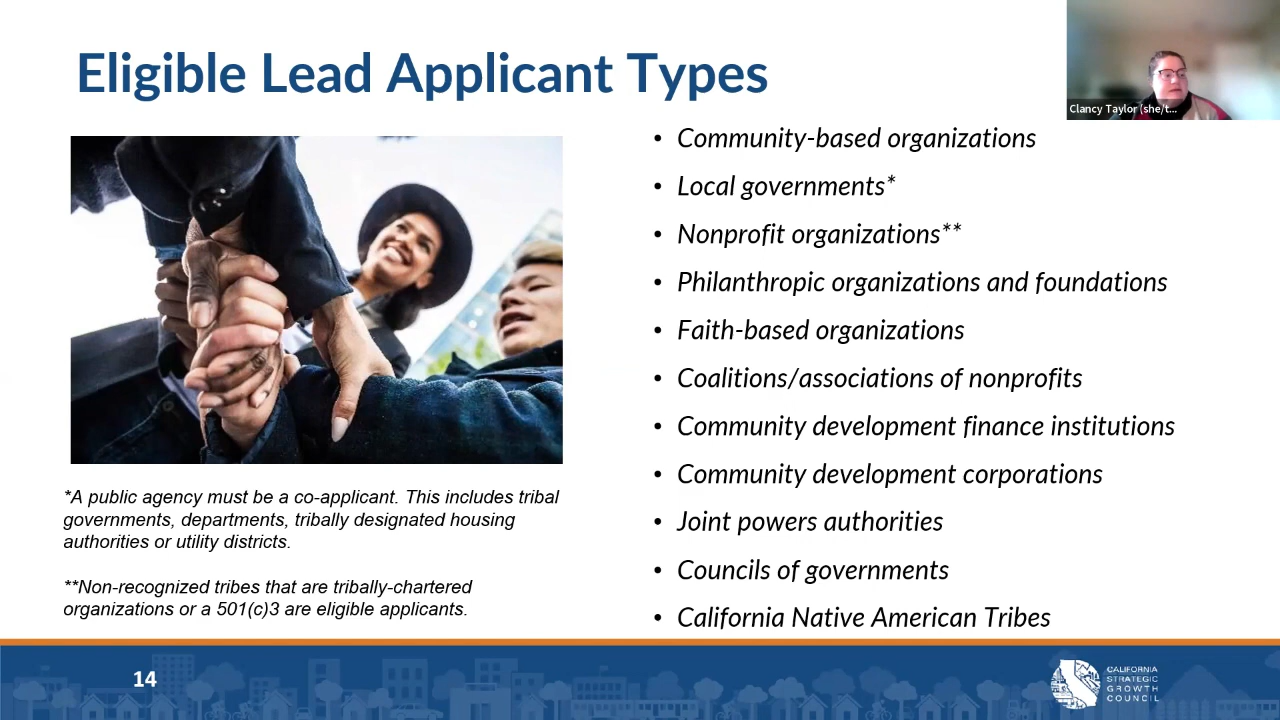 Eligible Lead Applicant Types
Clancy Taylor (she/t...
• Community-based organizations
• Local governments*
• Nonprofit organizations**
• Philanthropic organizations and foundations
• Faith-based organizations
• Coalitions/associations of nonprofits
• Community development finance institutions
• Community development corporations
• Joint powers authorities
• Councils of governments
• California Native American Tribes
*A public agency must be a co-applicant. This includes tribal
governments, departments, tribally designated housing
authorities or utility districts.
**Non-recognized tribes that are tribally-chartered
organizations or a 501(c)3 are eligible applicants.
14
CALIFORNIA
STRATEGIC
GROWTH
COUNCIL